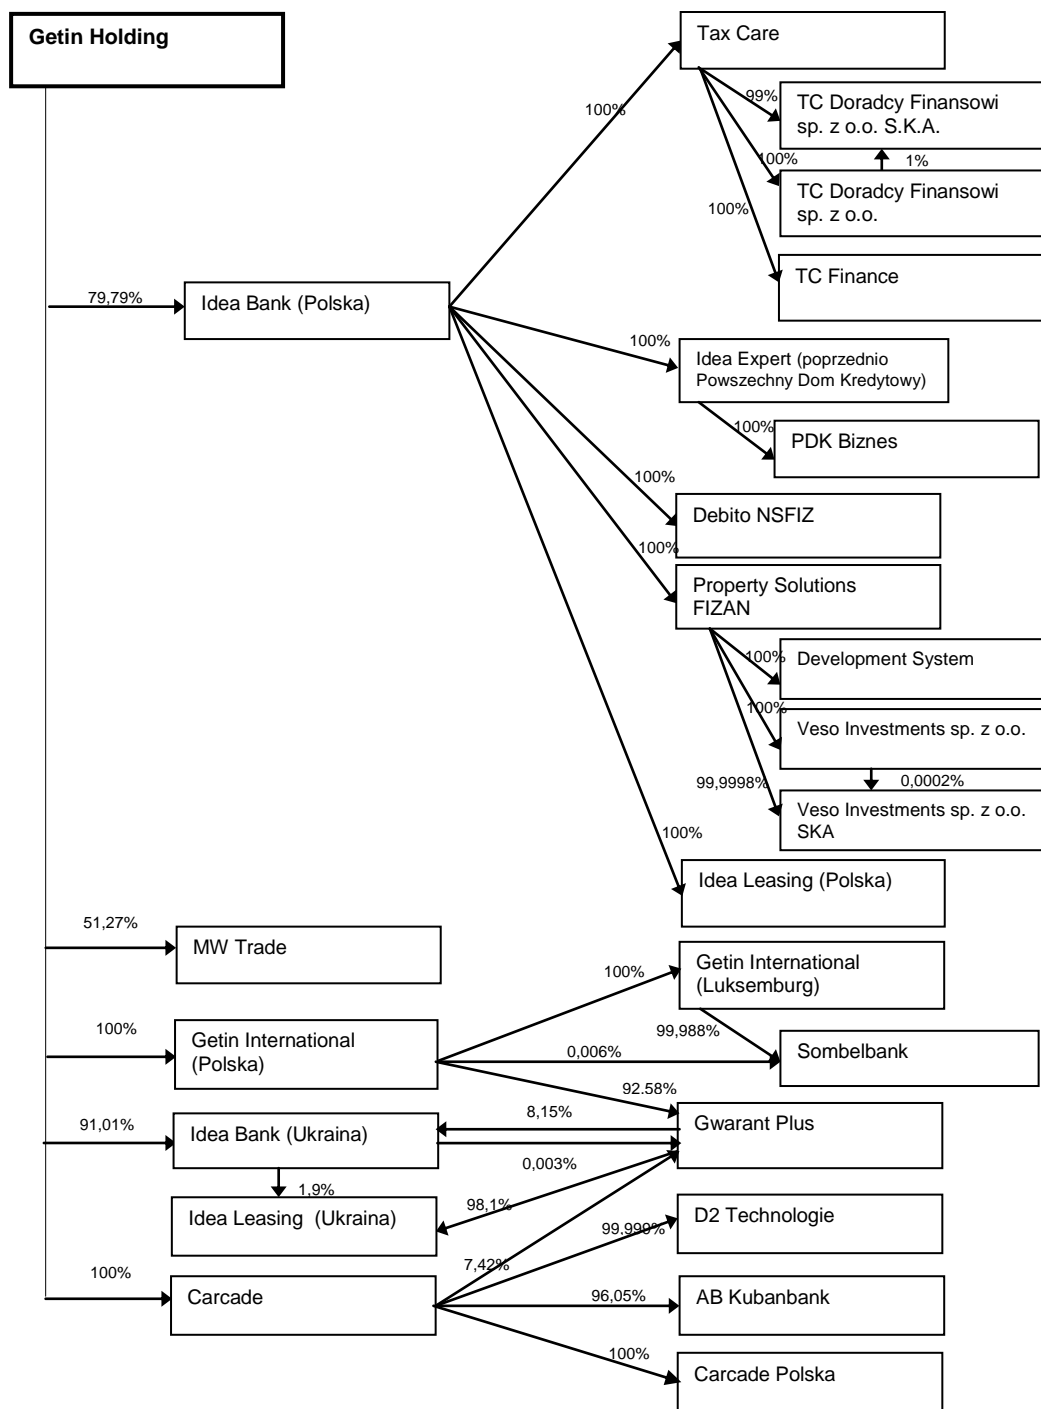 Getin Holding
Tax Care
100%
99%
TC Doradcy Finansowi
sp. z o.o. S.K.A.
100%
1%
TC Doradcy Finansowi
sp. z o.o.
100%
TC Finance
79,79%
Idea Bank (Polska)
100%
Idea Expert (poprzednio
Powszechny Dom Kredytowy)
100%
PDK Biznes
100%
Debito NSFIZ
100%
Property Solutions
FIZAN
100%
Development System
100%
Veso Investments sp. z o.o.
99,9998%
0,0002%
Veso Investments sp. z o.o.
SKA
100%
Idea Leasing (Polska)
51,27%
MW Trade
100%
Getin International
(Luksemburg)
100%
Getin International
(Polska)
99,988%
0,006%
Sombelbank
92.58%
91,01%
Idea Bank (Ukraina)
8,15%
Gwarant Plus
0,003%
1,9%
Idea Leasing (Ukraina)
98,1%
99,999%
D2 Technologie
7,42%
100%
Carcade
96,05%
AB Kubanbank
100%
Carcade Polska